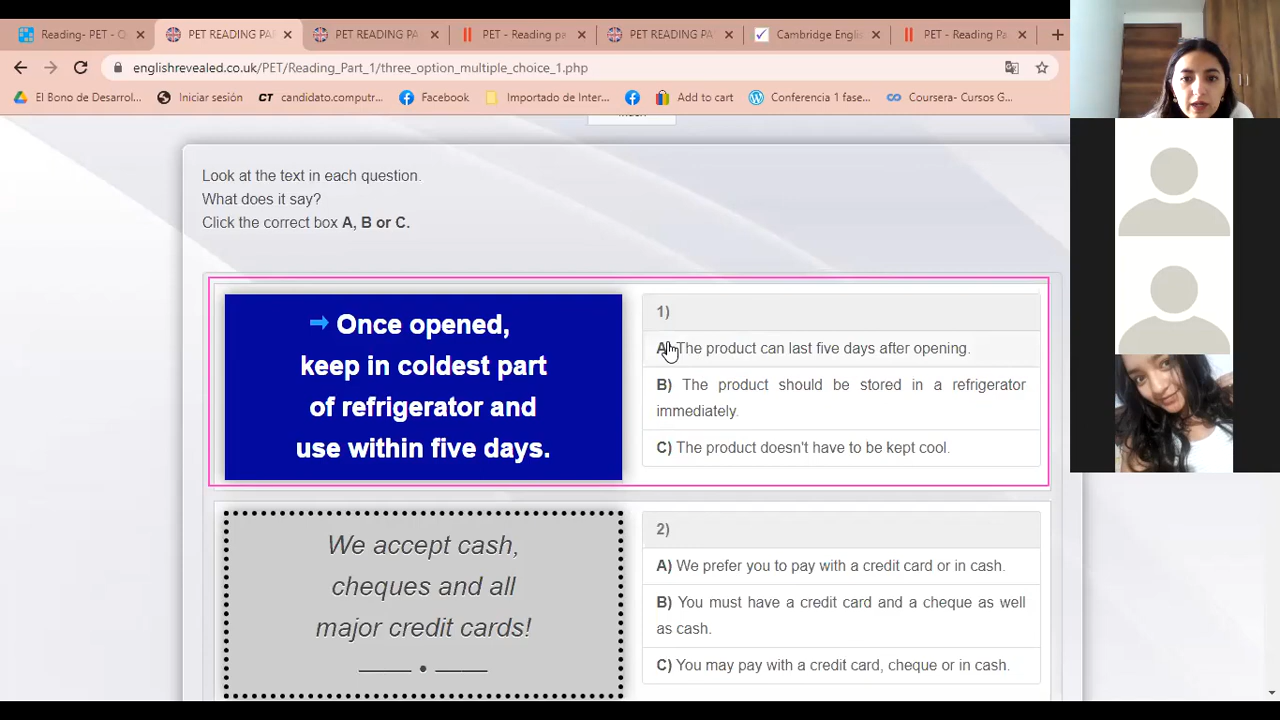 Reading- PET - O
PET READING PA
PET READING PA
PET - Reading pa
PET READING PA
Cambridge Engli
PET - Reading Pa
englishrevealed.co.uk/PET/Reading_Part_1/three_option_multiple_choice_1.php
El Bono de Desarrol...
Iniciar sesión
CT candidato.computr...
Facebook
Importado de Inter...
Add to cart
Conferencia 1 fase...
Coursera- Cursos G...
Look at the text in each question.
What does it say?
Click the correct box A, B or C.
➞ Once opened,
keep in coldest part
of refrigerator and
use within five days.
1)
A) The product can last five days after opening.
B) The product should be stored in a refrigerator
immediately.
C) The product doesn't have to be kept cool.
We accept cash,
cheques and all
major credit cards!
2)
A) We prefer you to pay with a credit card or in cash.
B) You must have a credit card and a cheque as well
as cash.
C) You may pay with a credit card, cheque or in cash.